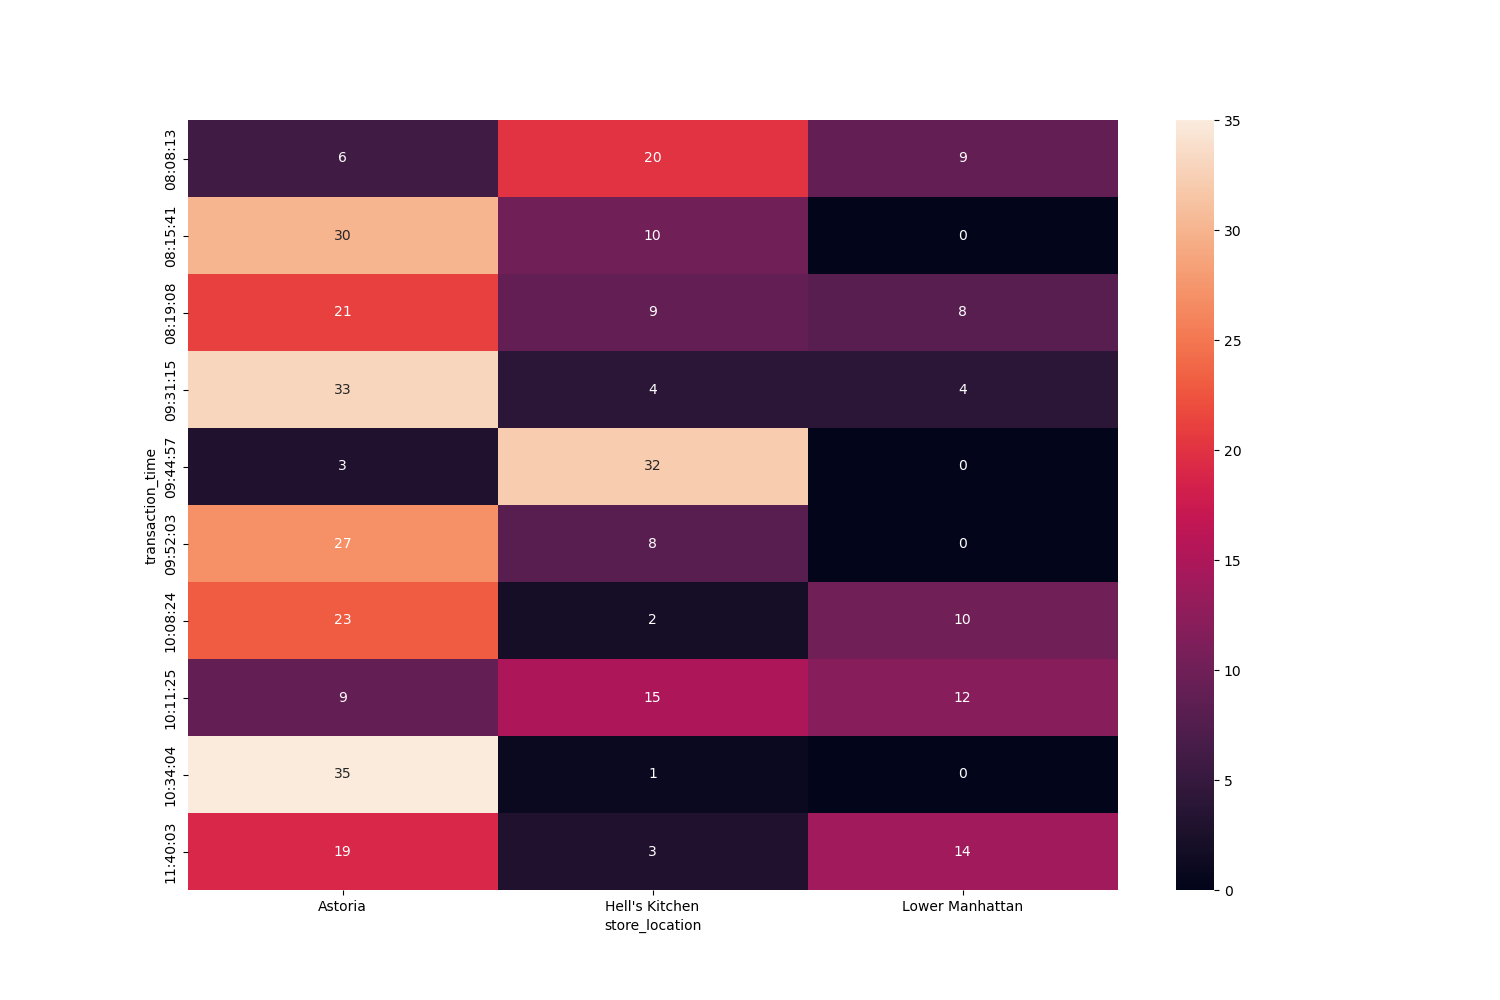 transaction_time
08:08:13 6 20 9
08:15:41 30 10 0
08:19:08 21 9 8
09:31:15 33 4 4
09:44:57 3 32 0
09:52:03 27 8 0
10:08:24 23 2 10
10:11:25 9 15 12
10:34:04 35 1 0
11:40:03 19 3 14
Astoria Hell's Kitchen Lower Manhattan
store_location
35
30
25
20
15
10
5
0